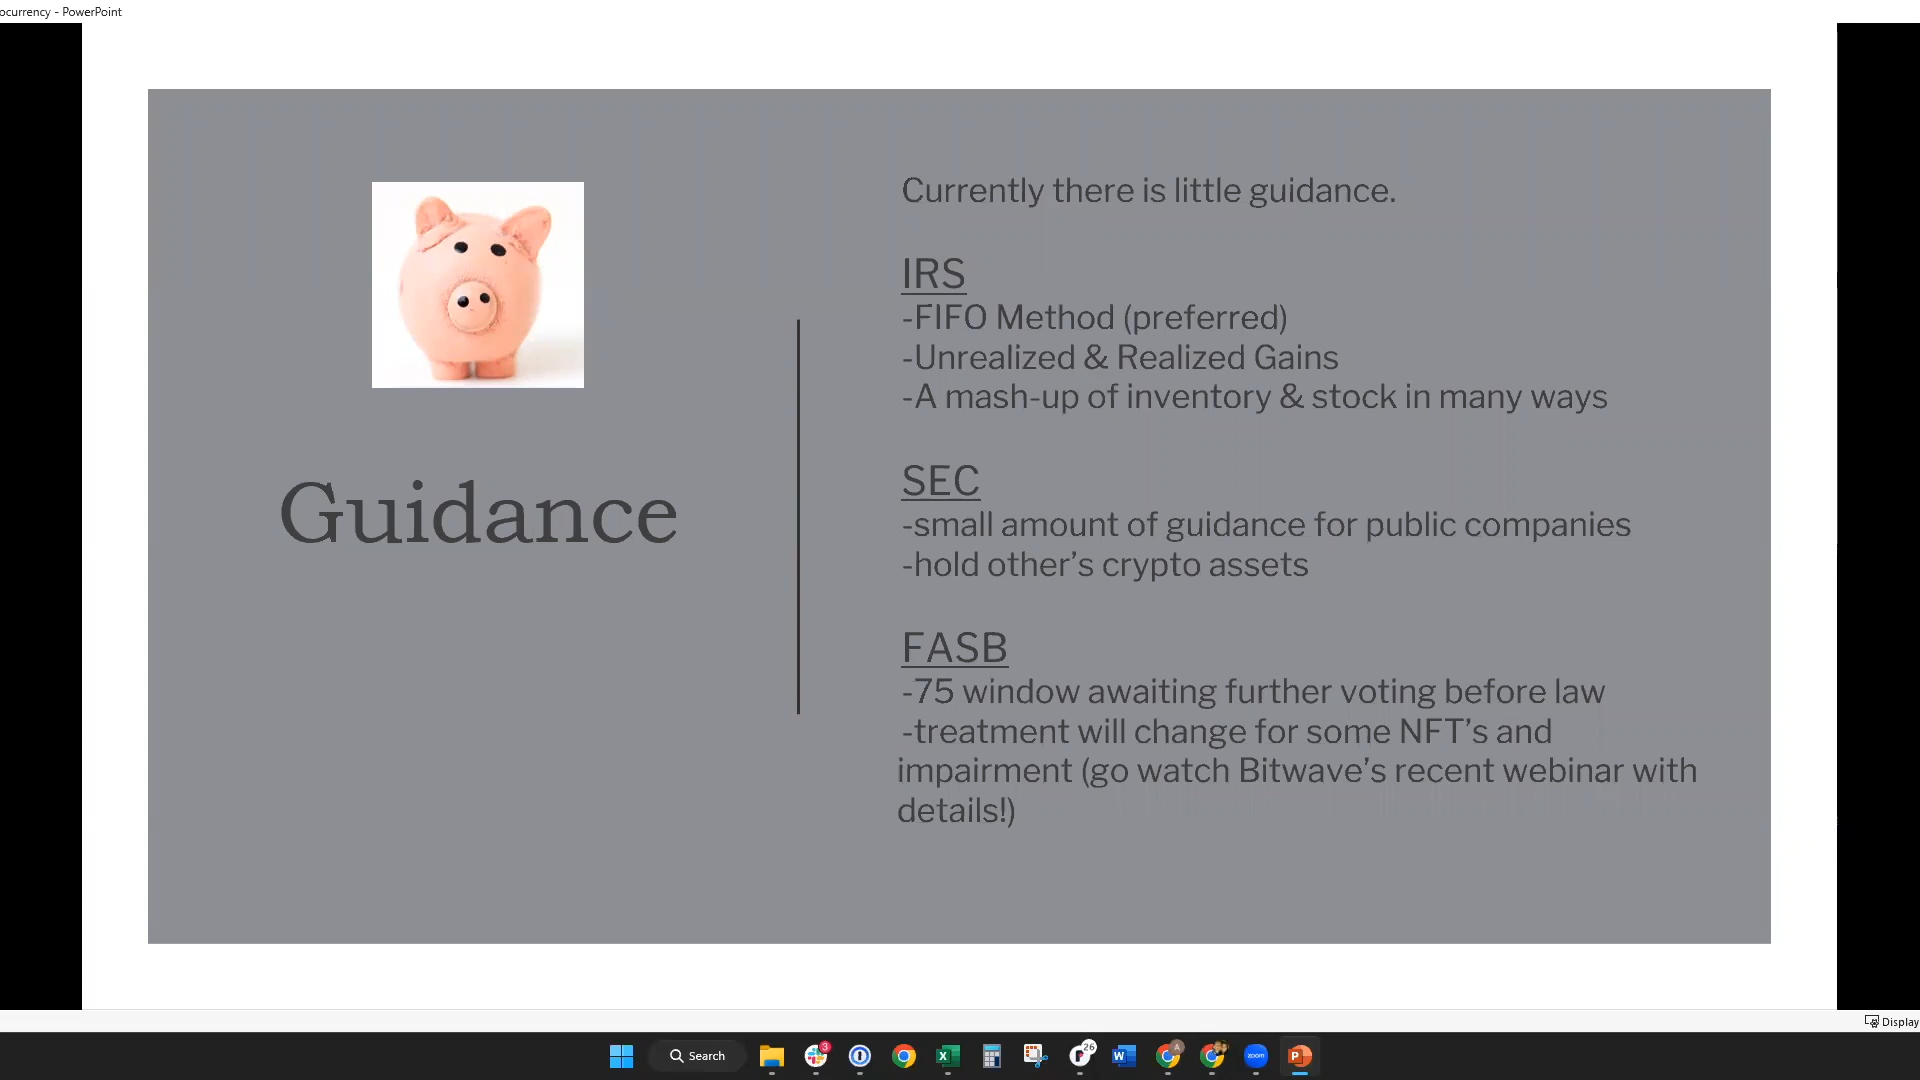 ocurrency - PowerPoint
Guidance
Currently there is little guidance.
IRS
-FIFO Method (preferred)
-Unrealized & Realized Gains
-A mash-up of inventory & stock in many ways
SEC
-small amount of guidance for public companies
-hold other’s crypto assets
FASB
-75 window awaiting further voting before law
-treatment will change for some NFT’s and
impairment (go watch Bitwave’s recent webinar with
details!)
Display
Search
3
26
A
zoom